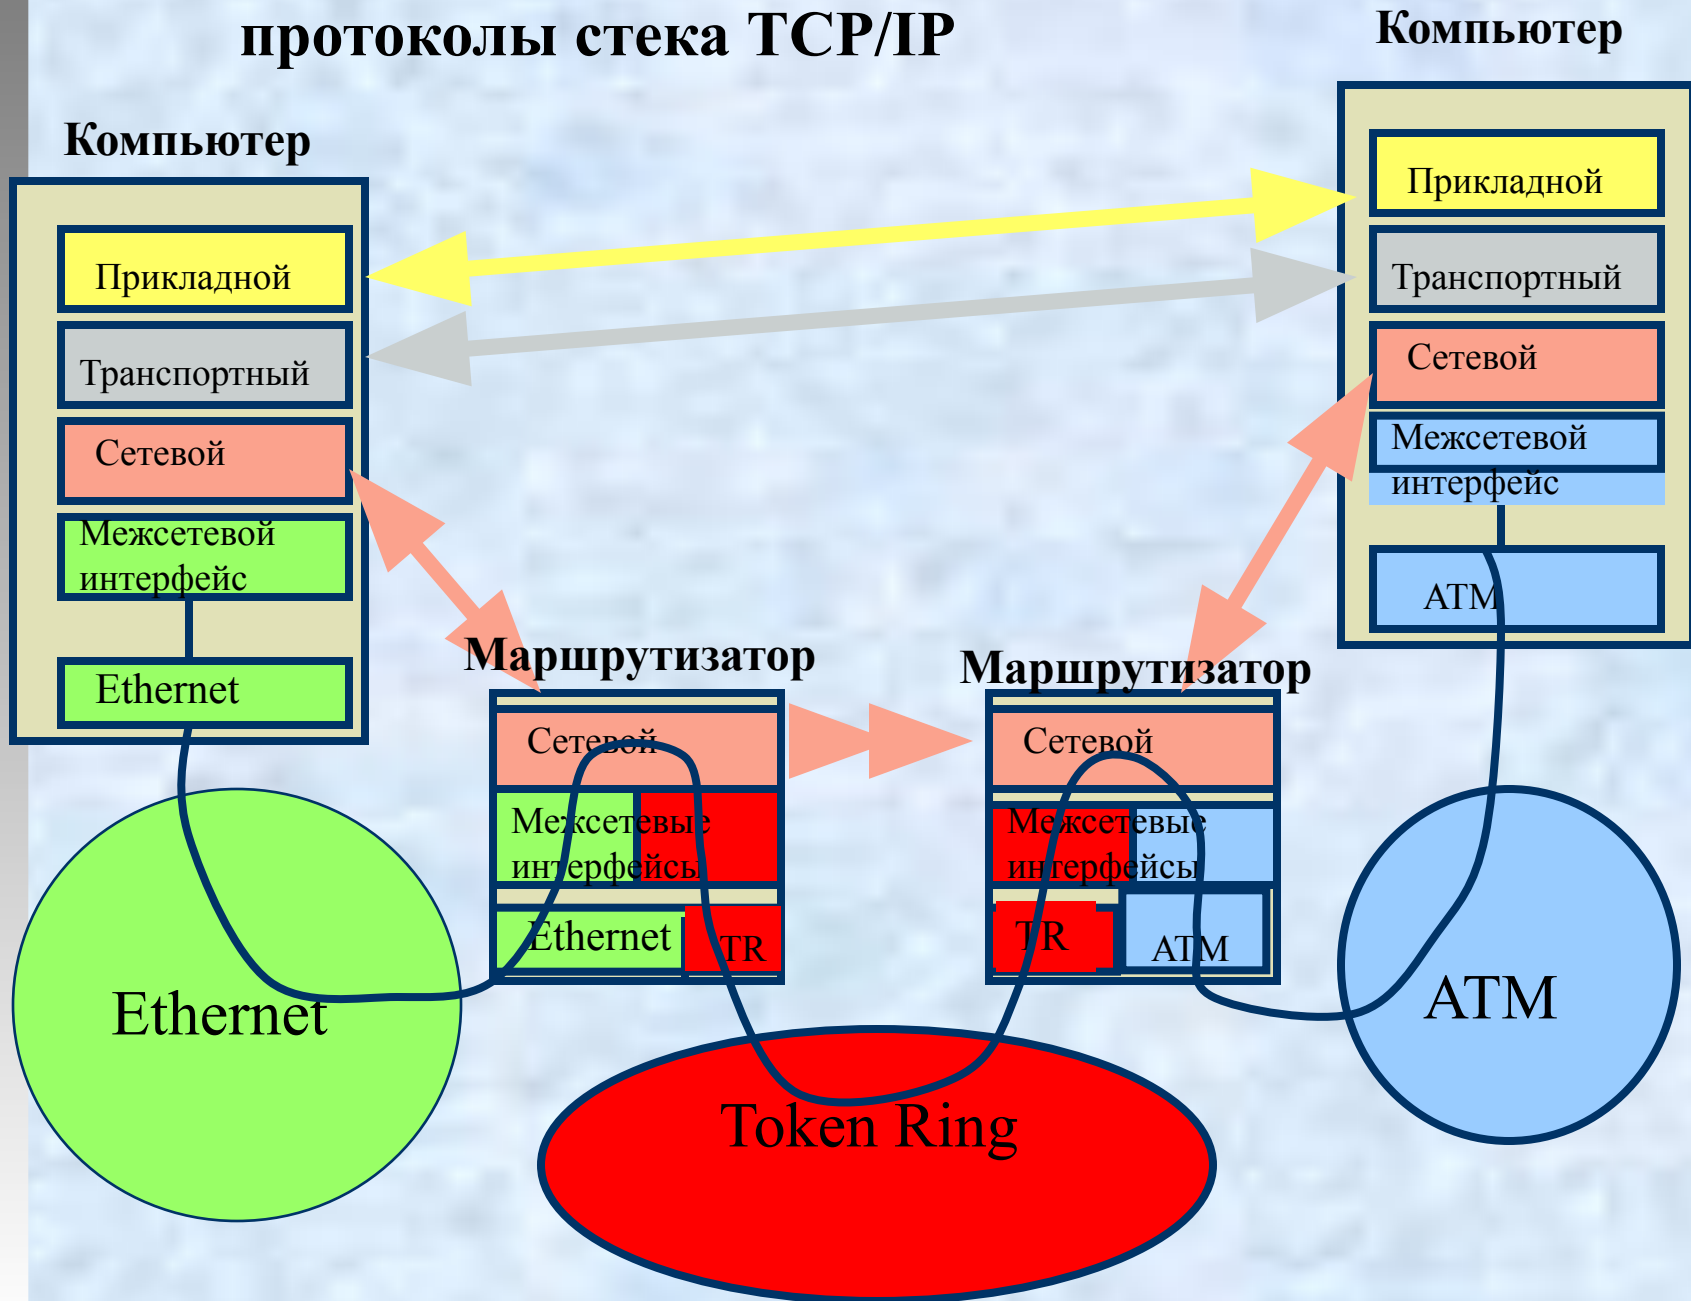 протоколы стека TCP/IP
Компьютер
Компьютер
Прикладной
Транспортный
Сетевой
Межсетевой
интерфейс
Ethernet
Прикладной
Транспортный
Сетевой
Межсетевой
интерфейс
ATM
Маршрутизатор
Сетевой
Межсетевые
интерфейсы
Ethernet
TR
Маршрутизатор
Сетевой
Межсетевые
интерфейсы
TR
ATM
Ethernet
Token Ring
ATM